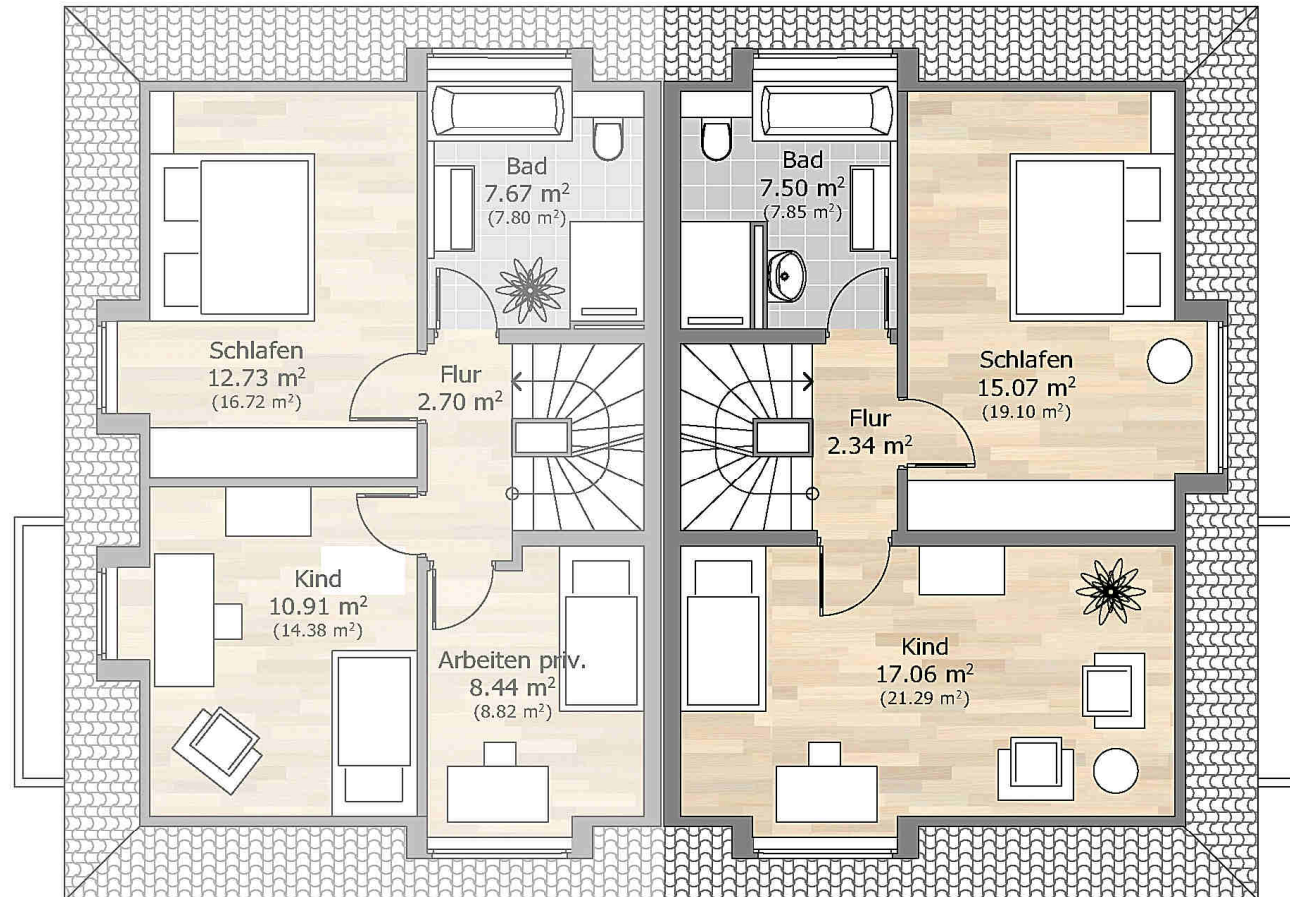 Bad
7.67 m²
(7.80 m²)
Bad
7.50 m²
(7.85 m²)
Schlafen
12.73 m²
(16.72 m²)
Flur
2.70 m²
Schlafen
15.07 m²
(19.10 m²)
Flur
2.34 m²
Kind
10.91 m²
(14.38 m²)
Arbeiten priv.
8.44 m²
(8.82 m²)
Kind
17.06 m²
(21.29 m²)